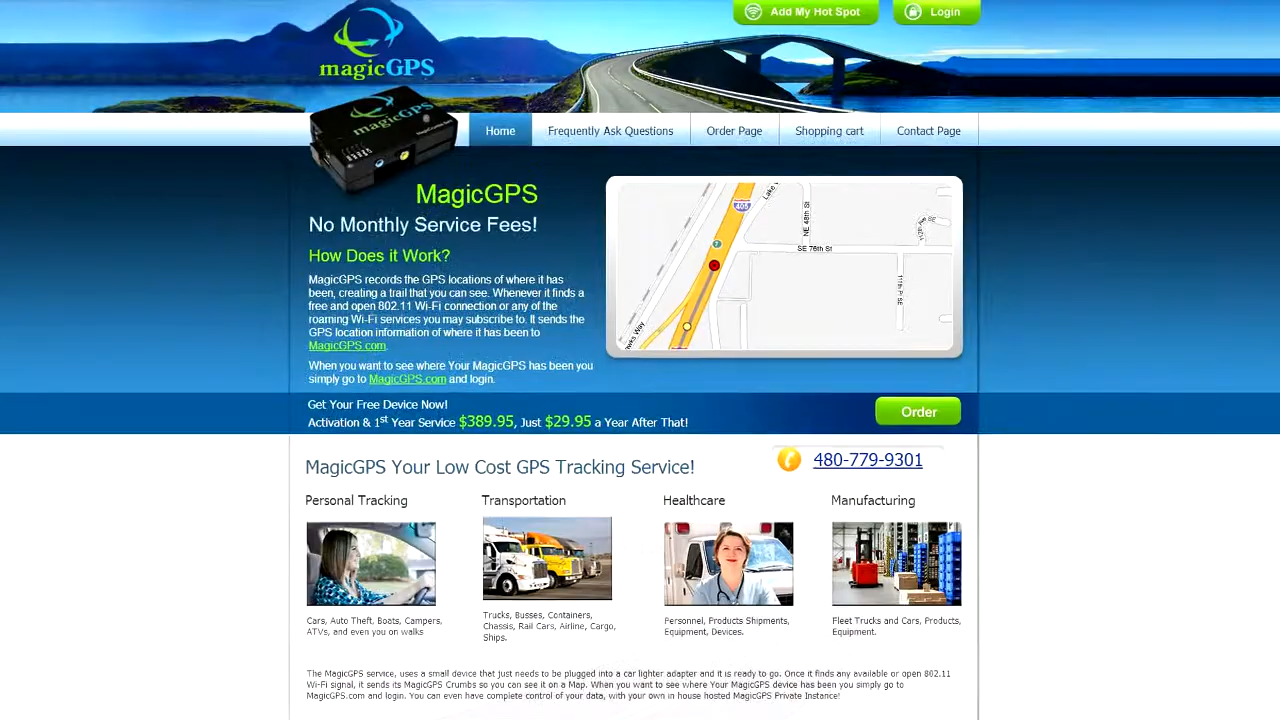 Add My Hot Spot
Login
magicGPS
magicGPS
Home
Frequently Ask Questions
Order Page
Shopping cart
Contact Page
MagicGPS
No Monthly Service Fees!
How Does it Work?
MagicGPS records the GPS locations of where it has
been, creating a trail that you can see. Whenever it finds a
free and open 802.11 Wi-Fi connection or any of the
roaming Wi-Fi services you may subscribe to. It sends the
GPS location information of where it has been to
MagicGPS.com.
When you want to see where Your MagicGPS has been you
simply go to MagicGPS.com and login.
Lake
405
NE 48th St
SE
SE 76th St
111th Pl SE
Way
Get Your Free Device Now!
Activation & 1st Year Service $389.95, Just $29.95 a Year After That!
Order
MagicGPS Your Low Cost GPS Tracking Service!
480-779-9301
Personal Tracking
Transportation
Healthcare
Manufacturing
Cars, Auto Theft, Boats, Campers,
ATV's, and even you on walks
Trucks, Busses, Containers,
Chassis, Rail Cars, Airline, Cargo,
Ships.
Personnel, Products Shipments,
Equipment, Devices.
Fleet Trucks and Cars, Products,
Equipment.
The MagicGPS service, uses a small device that just needs to be plugged into a car lighter adapter and it is ready to go. Once it finds any available or open 802.11
Wi-Fi signal, it sends its MagicGPS Crumbs so you can see it on a Map. When you want to see where Your MagicGPS device has been you simply go to
MagicGPS.com and login. You can even have complete control of your data, with your own in house hosted MagicGPS Private Instance!